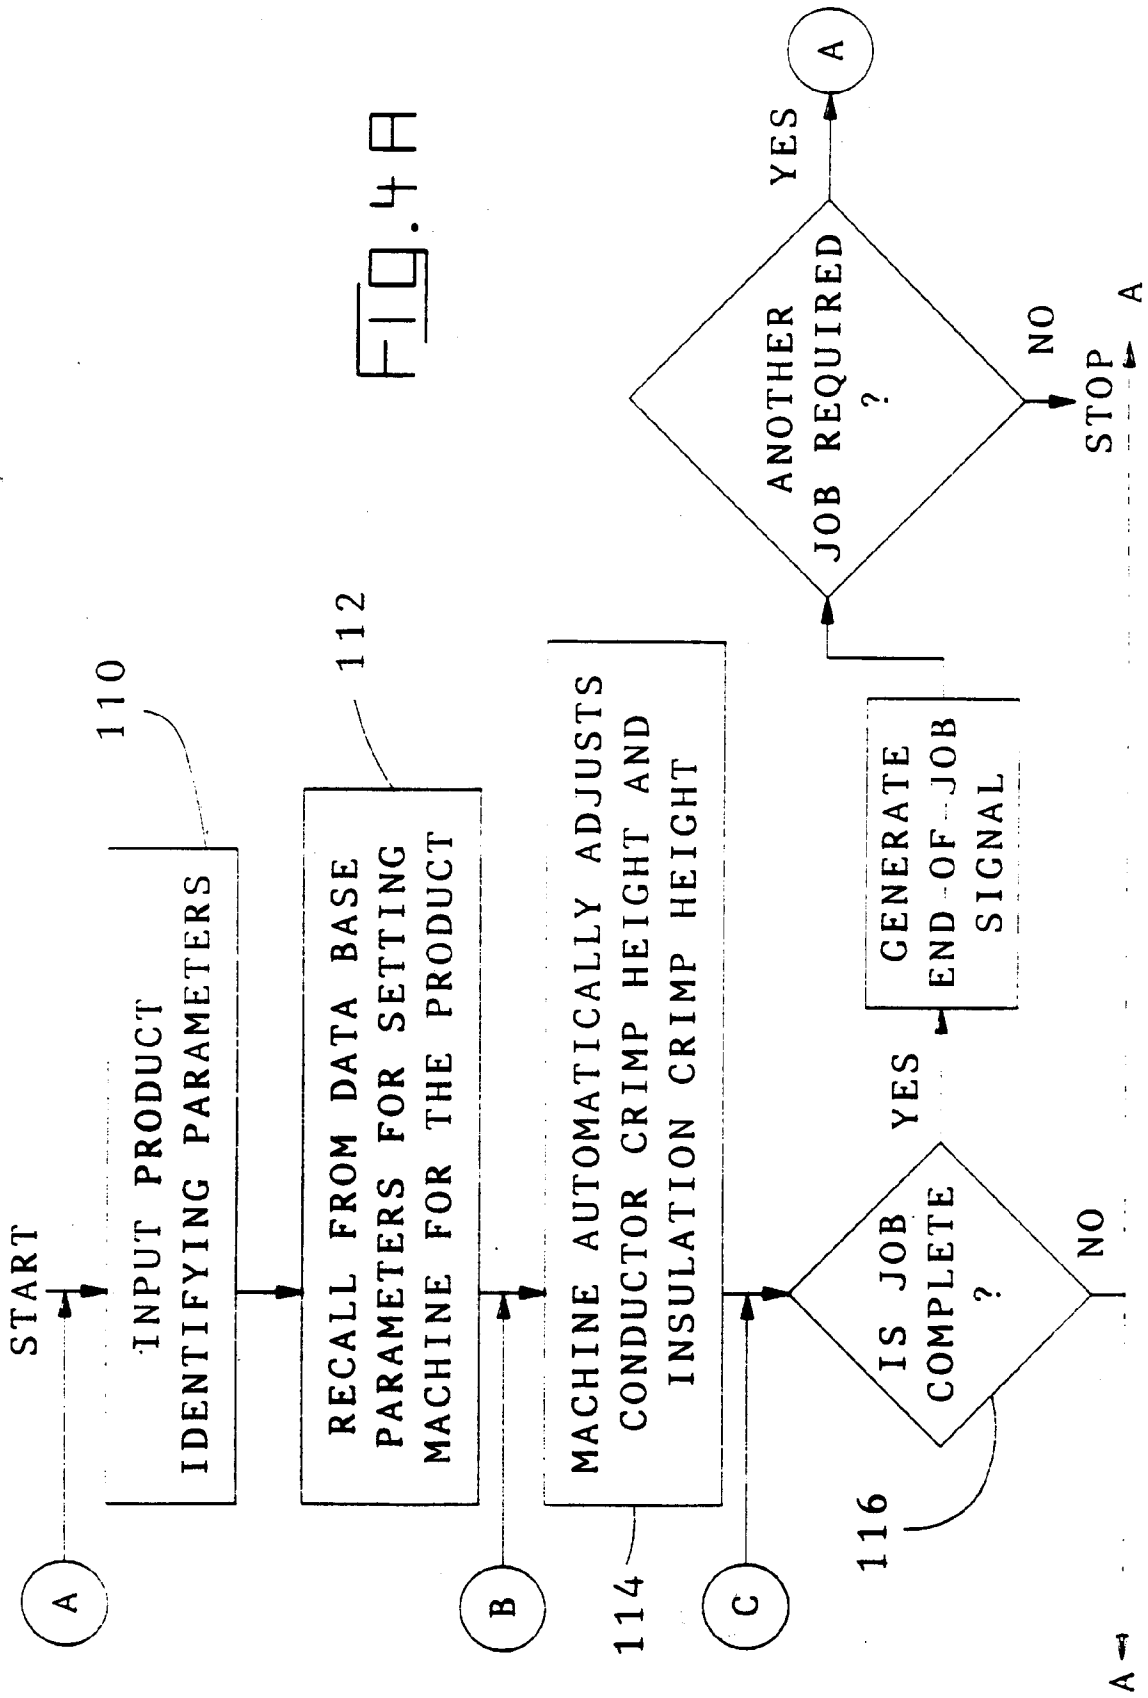 START
A
INPUT PRODUCT
IDENTIFYING PARAMETERS
110
RECALL FROM DATA BASE
PARAMETERS FOR SETTING
MACHINE FOR THE PRODUCT
112
B
MACHINE AUTOMATICALLY ADJUSTS
CONDUCTOR CRIMP HEIGHT AND
INSULATION CRIMP HEIGHT
114
C
IS JOB
COMPLETE
?
116
YES
NO
GENERATE
END-OF-JOB
SIGNAL
ANOTHER
JOB REQUIRED
?
YES
A
NO
STOP
A
A
FIG. 4A